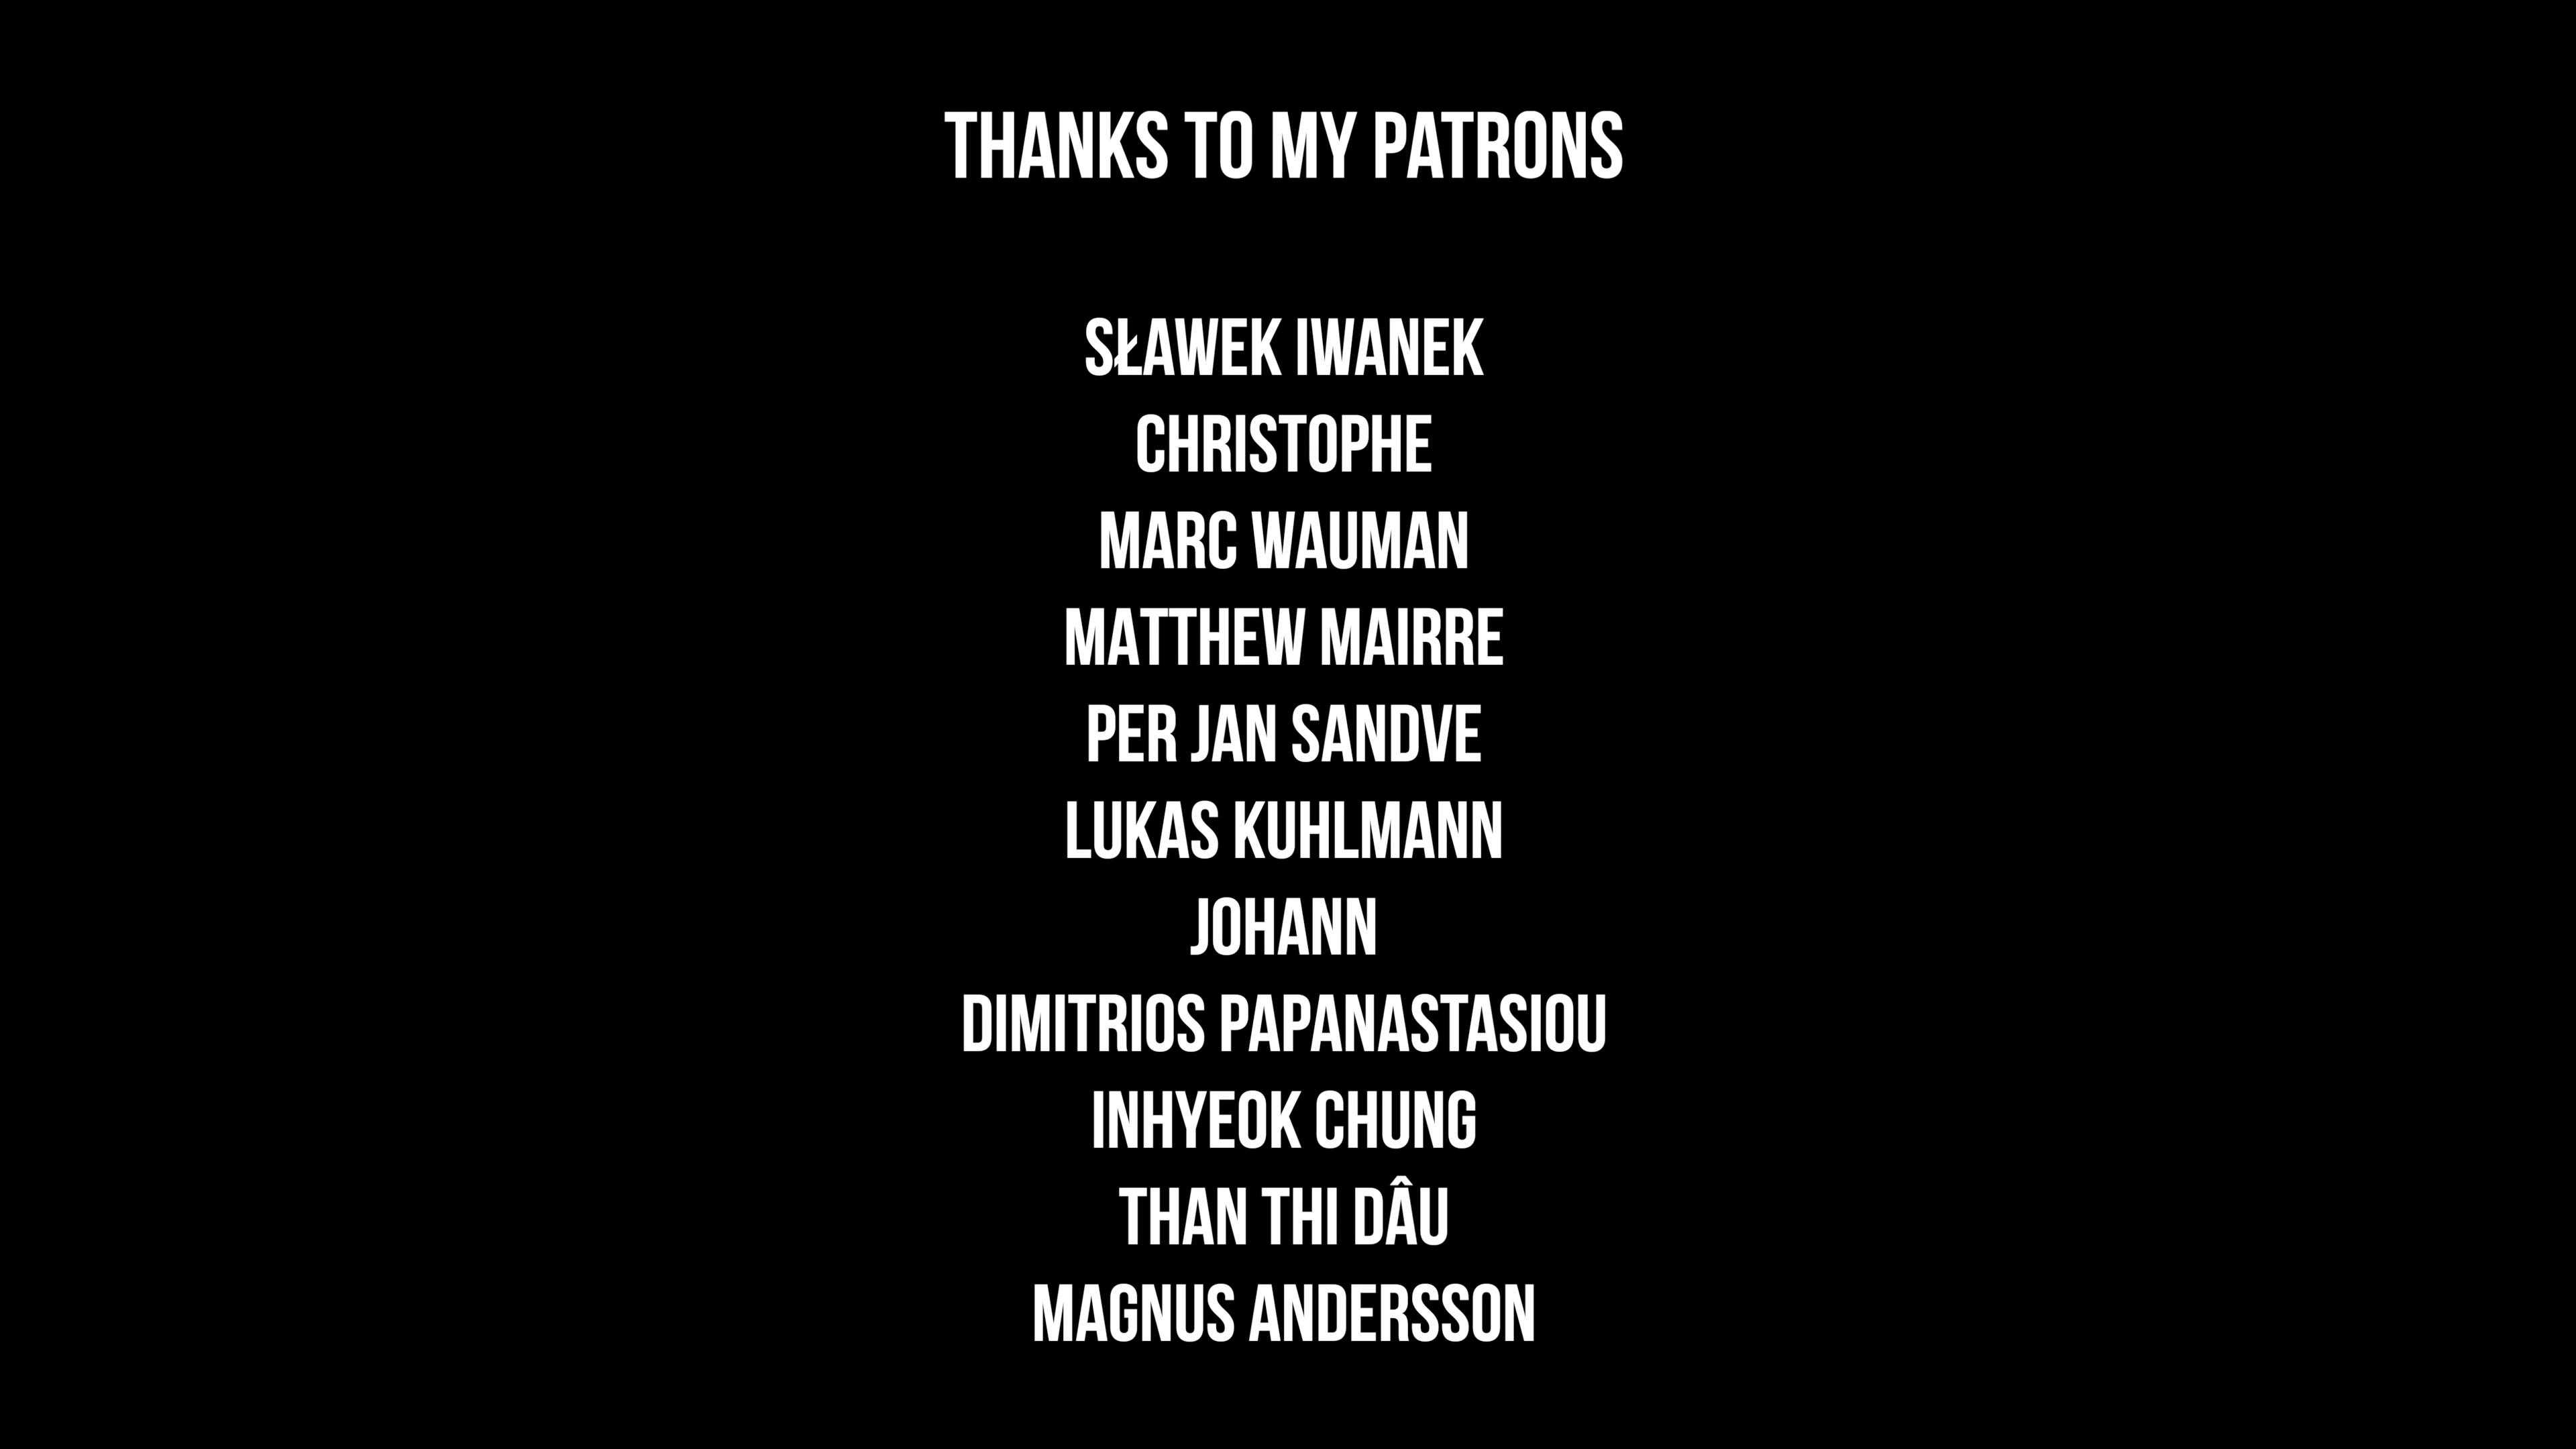 THANKS TO MY PATRONS
SŁAWEK IWANEK
CHRISTOPHE
MARC WAUMAN
MATTHEW MAIRRE
PER JAN SANDVE
LUKAS KUHLMANN
JOHANN
DIMITRIOS PAPANASTASIOU
INHYEOK CHUNG
THAN THI DÂU
MAGNUS ANDERSSON